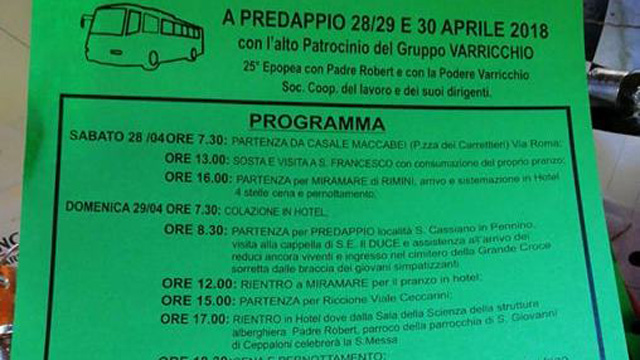 A PREDAPPIO 28/29 E 30 APRILE 2018
con l'alto Patrocinio del Gruppo VARRICCHIO
25° Epopea con Padre Robert e con la Podere Varricchio
Soc. Coop. del lavoro e dei suoi dirigenti.
PROGRAMMA
SABATO 28 /04 ORE 7.30: PARTENZA DA CASALE MACCABEI (P.zza dei Carrettieri) Via Roma;
ORE 13.00: SOSTA E VISITA A S. FRANCESCO con consumazione del proprio pranzo;
ORE 16.00: PARTENZA per MIRAMARE di RIMINI, arrivo e sistemazione in Hotel
4 stelle cena e pernottamento.
DOMENICA 29/04 ORE 7.30: COLAZIONE IN HOTEL;
ORE 8.30: PARTENZA per PREDAPPIO località S. Cassiano in Pennino,
visita alla cappella di S.E. Il DUCE e assistenza all'arrivo dei
reduci ancora viventi e ingresso nel cimitero della Grande Croce
sorretta dalle braccia dei giovani simpatizzanti.
ORE 12.00: RIENTRO a MIRAMARE per il pranzo in hotel;
ORE 15.00: PARTENZA per Riccione Viale Ceccarini;
ORE 17.00: RIENTRO in Hotel dove dalla Sala della Scienza della struttura
alberghiera Padre Robert, parroco della parrocchia di S. Giovanni
di Ceppaloni celebrerà la S.Messa
CENA E PERNOTTAMENTO;